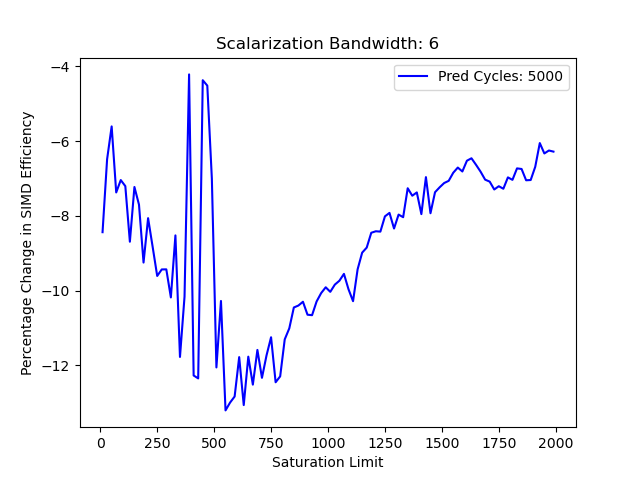 Scalarization Bandwidth: 6
Pred Cycles: 5000
Percentage Change in SIMD Efficiency
−4
−6
−8
−10
−12
0 250 500 750 1000 1250 1500 1750 2000
Saturation Limit